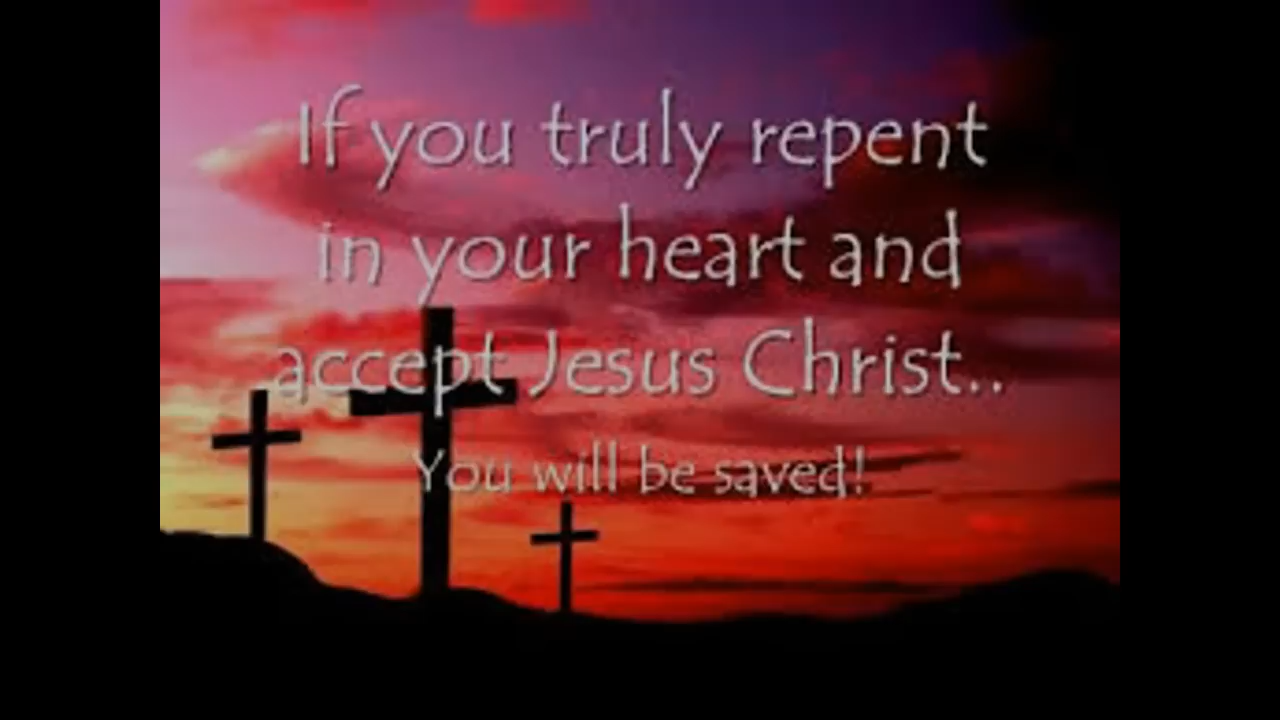 If you truly repent
in your heart and
accept Jesus Christ..
You will be saved!